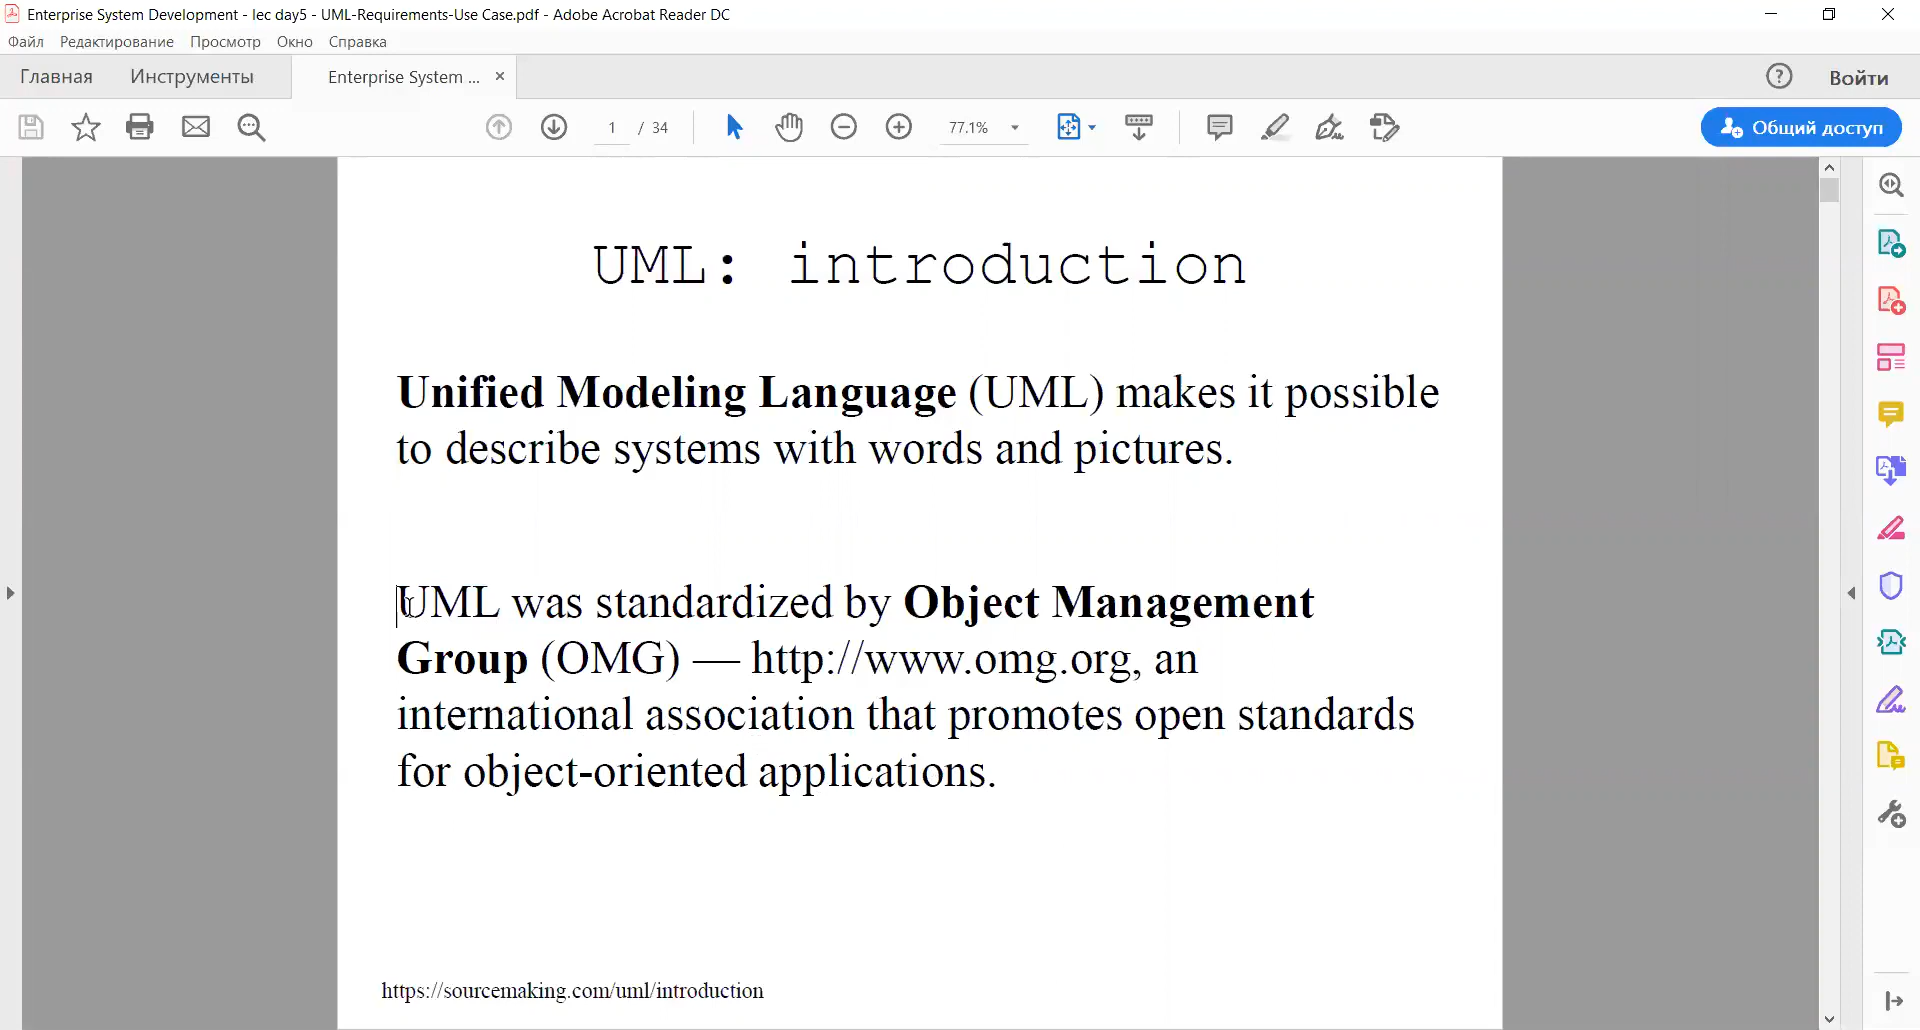 Enterprise System Development - lec day5 - UML-Requirements-Use Case.pdf - Adobe Acrobat Reader DC
Файл Редактирование Просмотр Окно Справка
Главная Инструменты Enterprise System ... × Войти
1 / 34 77.1% Общий доступ
UML: introduction
Unified Modeling Language (UML) makes it possible
to describe systems with words and pictures.
UML was standardized by Object Management
Group (OMG) — http://www.omg.org, an
international association that promotes open standards
for object-oriented applications.
https://sourcemaking.com/uml/introduction